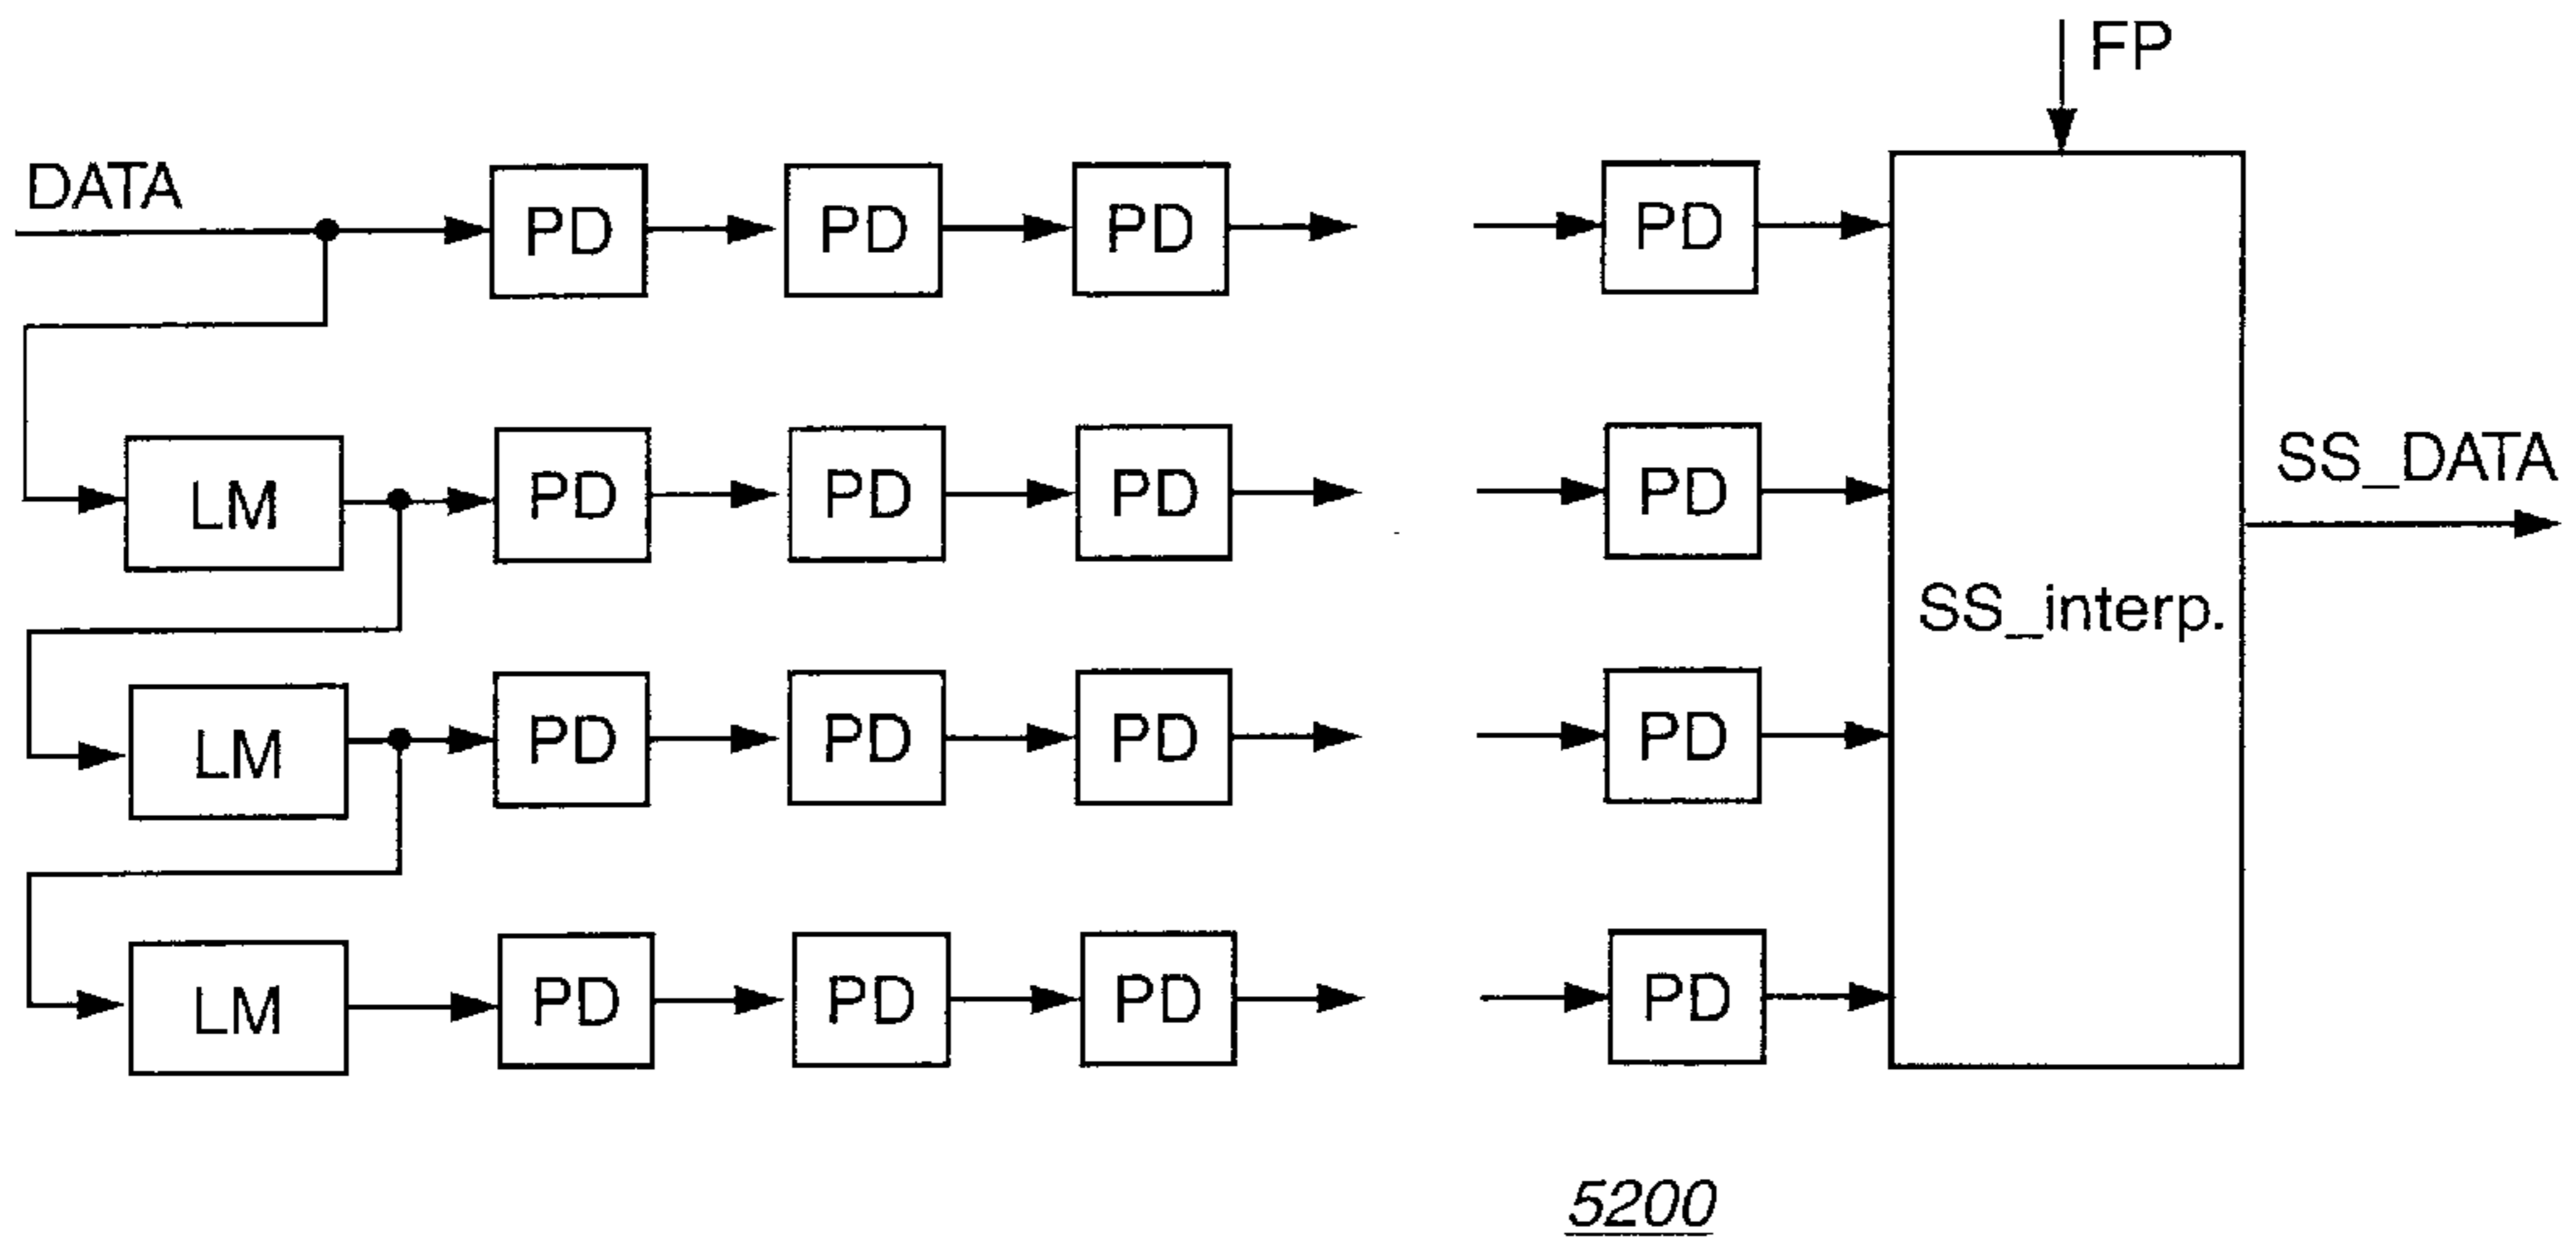 FP
DATA
PD PD PD PD
SS_DATA
LM PD PD PD PD
SS_interp.
LM PD PD PD PD
LM PD PD PD PD
5200